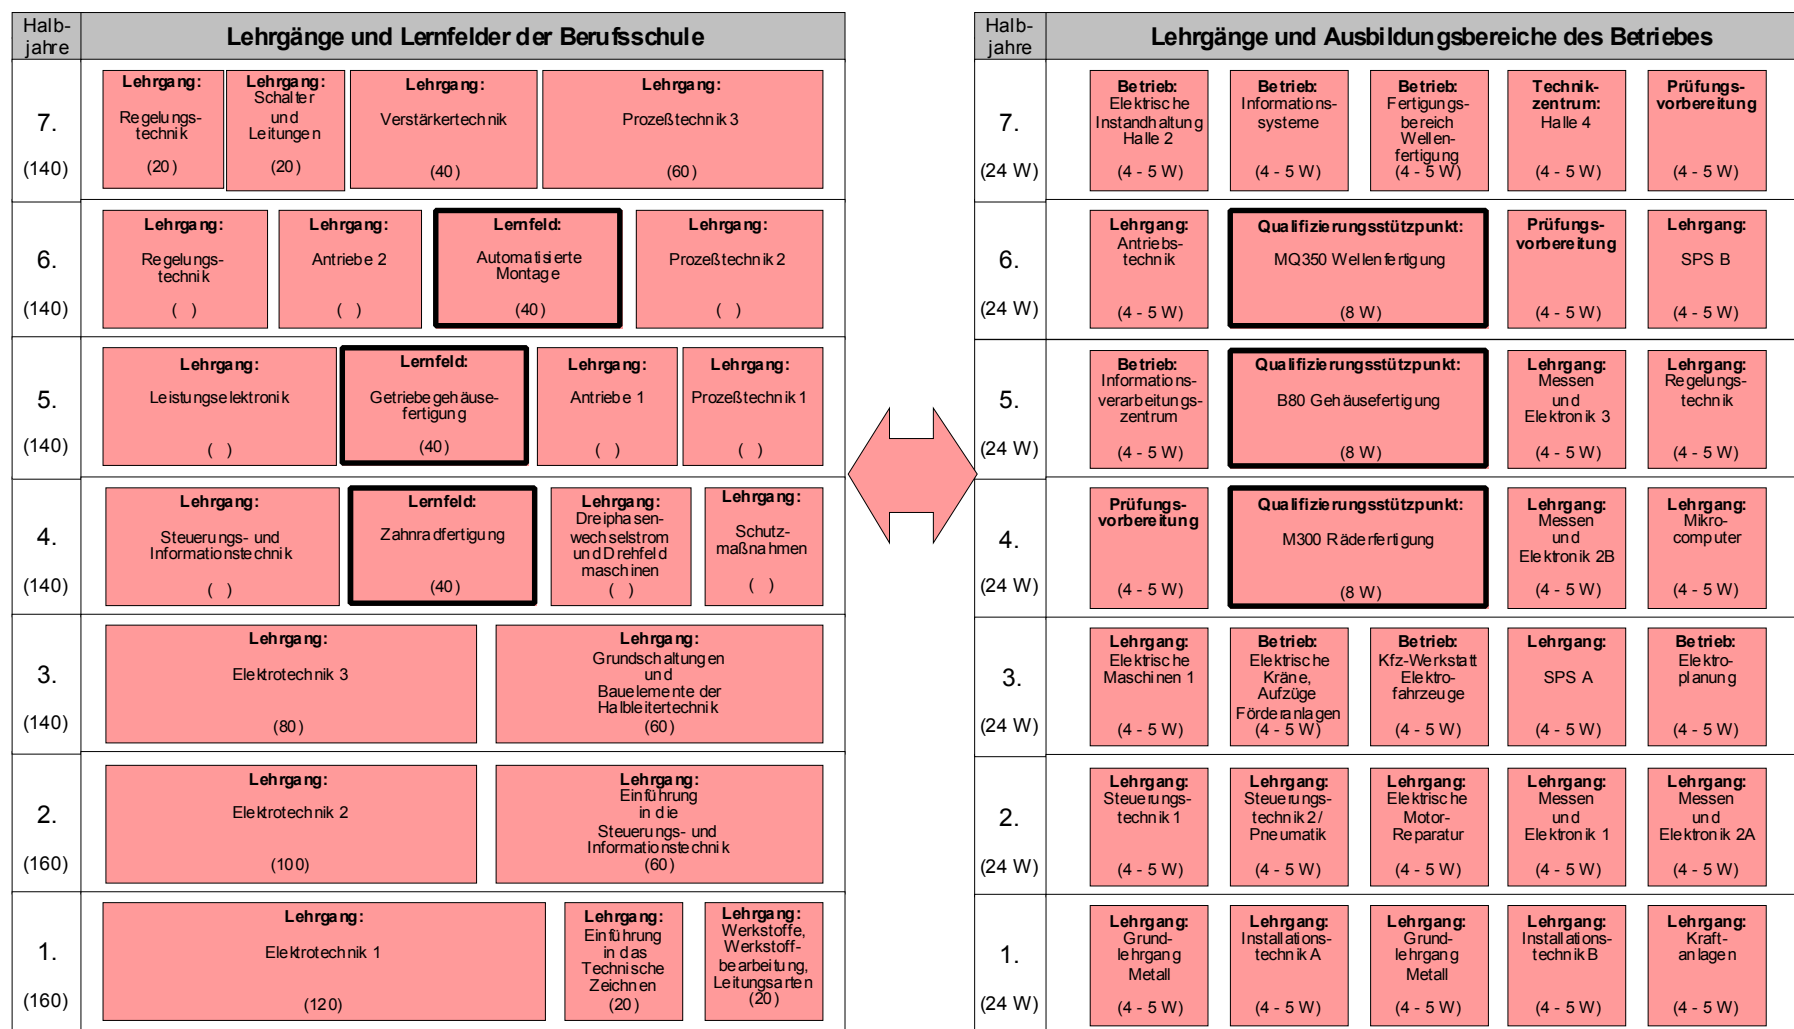 Halb-
jahre
Lehrgänge und Lernfelder der Berufsschule
7.
(140)
Lehrgang:
Regelungs-
technik
(20)
Lehrgang:
Schalter
und
Leitungen
(20)
Lehrgang:
Verstärkertechnik
(40)
Lehrgang:
Prozeßtechnik 3
(60)
6.
(140)
Lehrgang:
Regelungs-
technik
( )
Lehrgang:
Antriebe 2
( )
Lernfeld:
Automatisierte
Montage
(40)
Lehrgang:
Prozeßtechnik 2
( )
5.
(140)
Lehrgang:
Leistungselektronik
( )
Lernfeld:
Getriebegehäuse-
fertigung
(40)
Lehrgang:
Antriebe 1
( )
Lehrgang:
Prozeßtechnik 1
( )
4.
(140)
Lehrgang:
Steuerungs- und
Informationstechnik
( )
Lernfeld:
Zahnradfertigung
(40)
Lehrgang:
Dreiphasen-
wechselstrom
und Drehfeld
maschinen
( )
Lehrgang:
Schutz-
maßnahmen
( )
3.
(140)
Lehrgang:
Elektrotechnik 3
(80)
Lehrgang:
Grundschaltungen
und
Bauelemente der
Halbleitertechnik
(60)
2.
(160)
Lehrgang:
Elektrotechnik 2
(100)
Lehrgang:
Einführung
in die
Steuerungs- und
Informationstechnik
(60)
1.
(160)
Lehrgang:
Elektrotechnik 1
(120)
Lehrgang:
Einführung
in das
Technische
Zeichnen
(20)
Lehrgang:
Werkstoffe,
Werkstoff-
bearbeitung,
Leitungsarten
(20)
Halb-
jahre
Lehrgänge und Ausbildungsbereiche des Betriebes
7.
(24 W)
Betrieb:
Elektrische
Instandhaltung
Halle 2
(4 - 5 W)
Betrieb:
Informations-
systeme
(4 - 5 W)
Betrieb:
Fertigungs-
bereich
Wellen-
fertigung
(4 - 5 W)
Technik-
zentrum:
Halle 4
(4 - 5 W)
Prüfungs-
vorbereitung
(4 - 5 W)
6.
(24 W)
Lehrgang:
Antriebs-
technik
(4 - 5 W)
Qualifizierungsstützpunkt:
MQ350 Wellenfertigung
(8 W)
Prüfungs-
vorbereitung
(4 - 5 W)
Lehrgang:
SPS B
(4 - 5 W)
5.
(24 W)
Betrieb:
Informations-
verarbeitungs-
zentrum
(4 - 5 W)
Qualifizierungsstützpunkt:
B80 Gehäusefertigung
(8 W)
Lehrgang:
Messen
und
Elektronik 3
(4 - 5 W)
Lehrgang:
Regelungs-
technik
(4 - 5 W)
4.
(24 W)
Prüfungs-
vorbereitung
(4 - 5 W)
Qualifizierungsstützpunkt:
M300 Räderfertigung
(8 W)
Lehrgang:
Messen
und
Elektronik 2B
(4 - 5 W)
Lehrgang:
Mikro-
computer
(4 - 5 W)
3.
(24 W)
Lehrgang:
Elektrische
Maschinen 1
(4 - 5 W)
Betrieb:
Elektrische
Kräne,
Aufzüge
Förderanlagen
(4 - 5 W)
Betrieb:
Kfz-Werkstatt
Elektro-
fahrzeuge
(4 - 5 W)
Lehrgang:
SPS A
(4 - 5 W)
Betrieb:
Elektro-
planung
(4 - 5 W)
2.
(24 W)
Lehrgang:
Steuerungs-
technik 1
(4 - 5 W)
Lehrgang:
Steuerungs-
technik 2/
Pneumatik
(4 - 5 W)
Lehrgang:
Elektrische
Motor-
Reparatur
(4 - 5 W)
Lehrgang:
Messen
und
Elektronik 1
(4 - 5 W)
Lehrgang:
Messen
und
Elektronik 2A
(4 - 5 W)
1.
(24 W)
Lehrgang:
Grund-
lehrgang
Metall
(4 - 5 W)
Lehrgang:
Installations-
technik A
(4 - 5 W)
Lehrgang:
Grund-
lehrgang
Metall
(4 - 5 W)
Lehrgang:
Installations-
technik B
(4 - 5 W)
Lehrgang:
Kraft-
anlagen
(4 - 5 W)